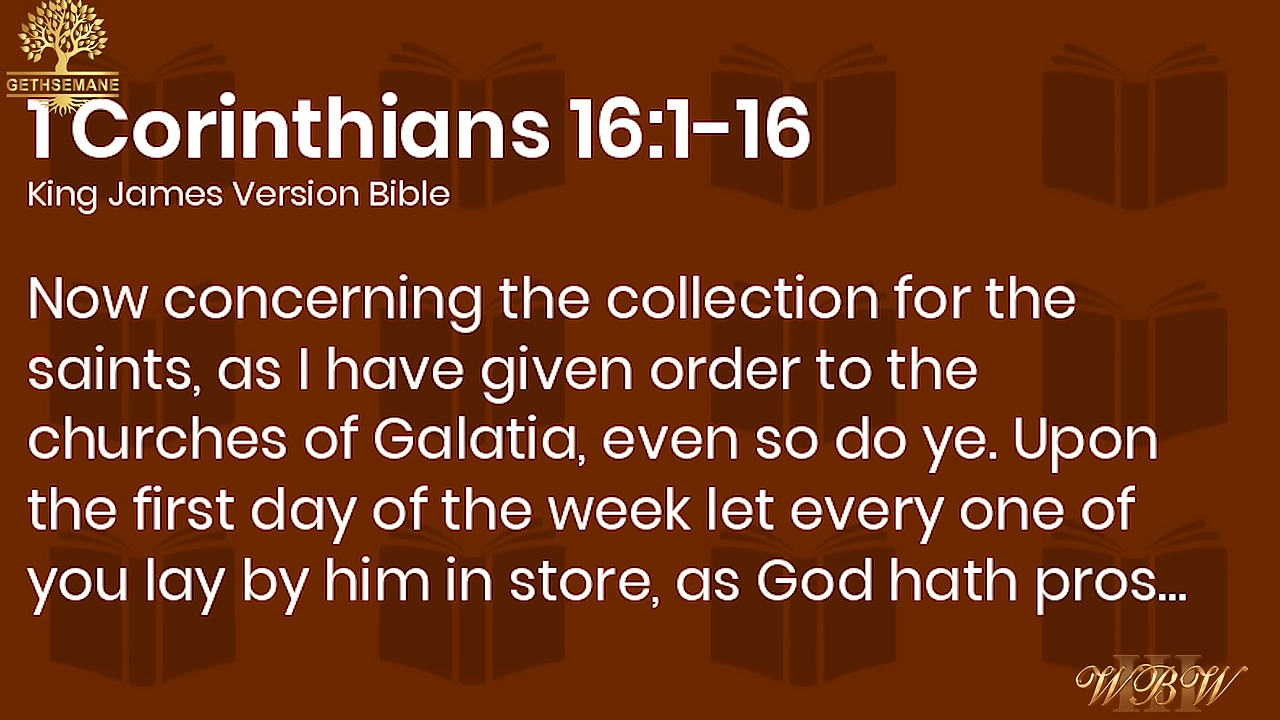 GETHSEMANE
1 Corinthians 16:1-16
King James Version Bible
Now concerning the collection for the
saints, as I have given order to the
churches of Galatia, even so do ye. Upon
the first day of the week let every one of
you lay by him in store, as God hath pros...
III
WBW